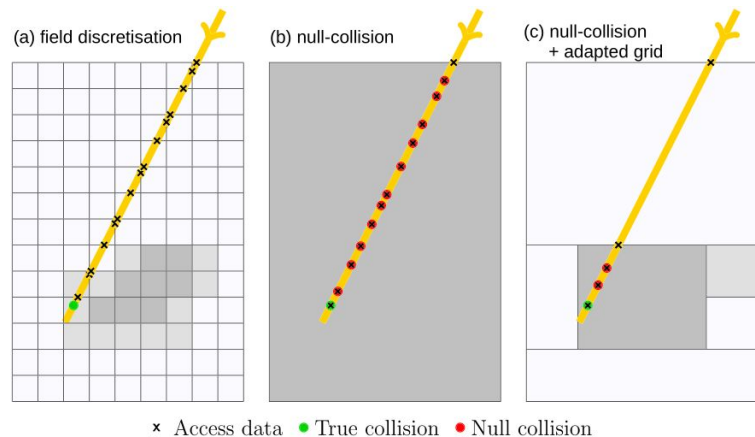 (a) field discretisation
(b) null-collision
(c) null-collision
+ adapted grid
× Access data ● True collision ● Null collision